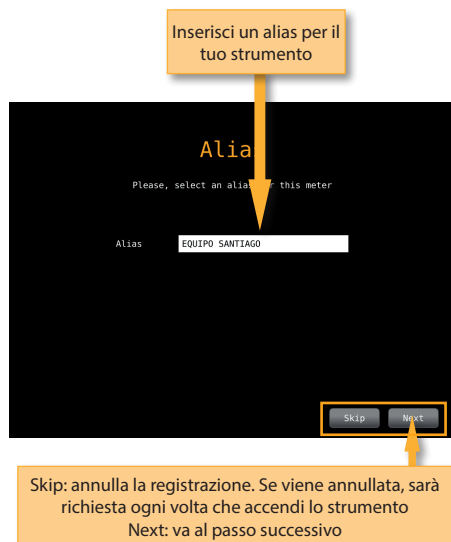 Inserisci un alias per il
tuo strumento
Alias
Please, select an alias for this meter
Alias
EQUIPO SANTIAGO
Skip
Next
Skip: annulla la registrazione. Se viene annullata, sarà
richiesta ogni volta che accendi lo strumento
Next: va al passo successivo